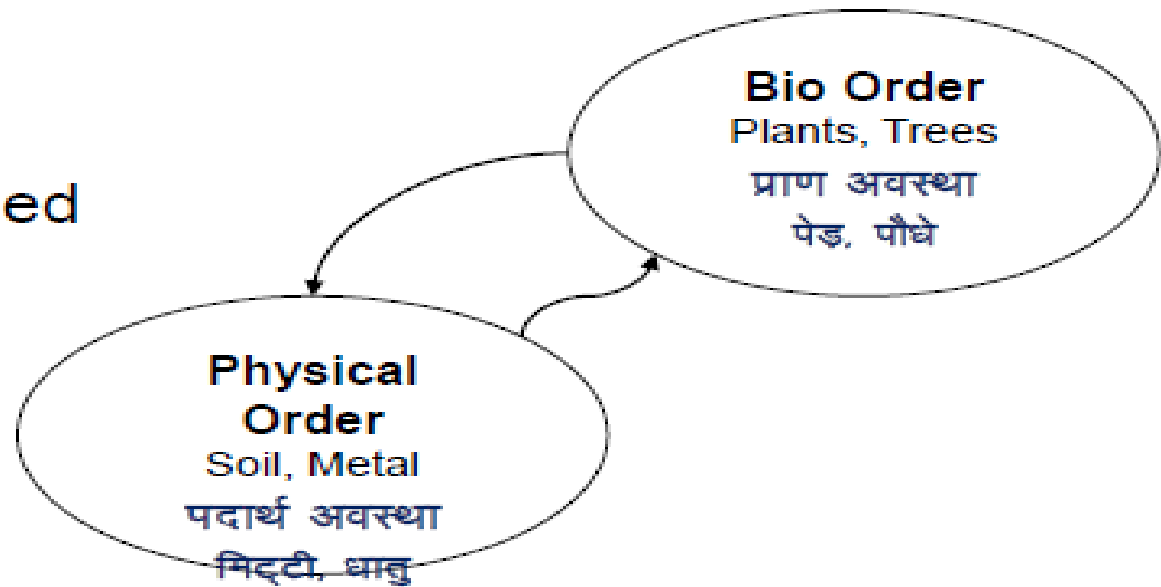 Bio Order
Plants, Trees
प्राण अवस्था
पेड़, पौधे
ed
Physical
Order
Soil, Metal
पदार्थ अवस्था
मिट्टी, धातु